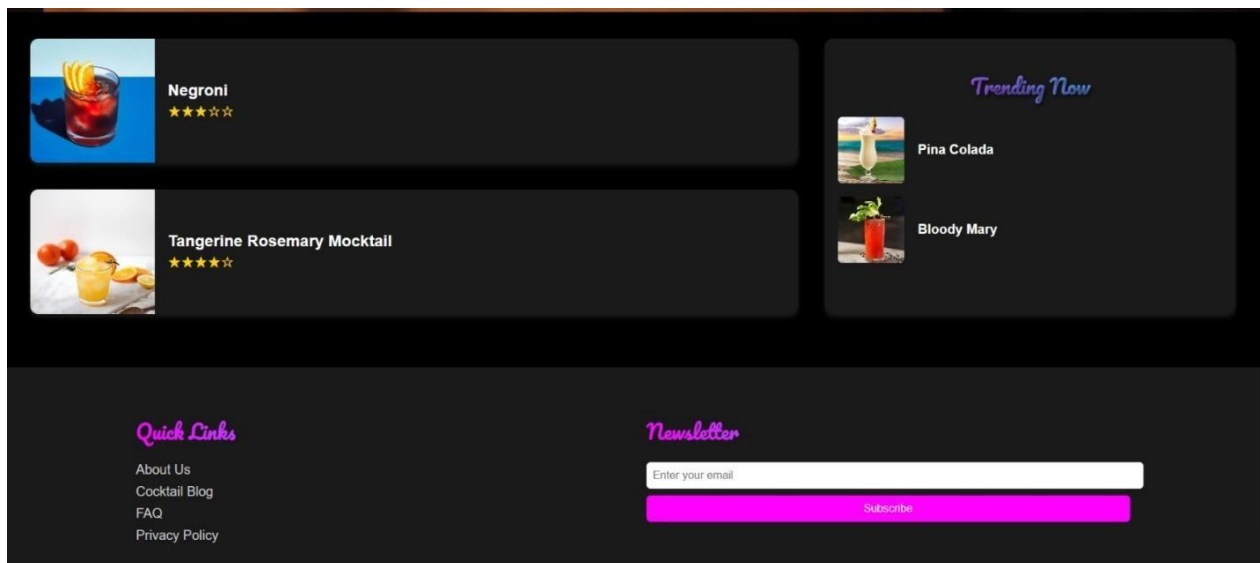 Negroni
★★★☆☆
Tangerine Rosemary Mocktail
★★★★☆
Trending Now
Pina Colada
Bloody Mary
Quick Links
About Us
Cocktail Blog
FAQ
Privacy Policy
Newsletter
Enter your email
Subscribe